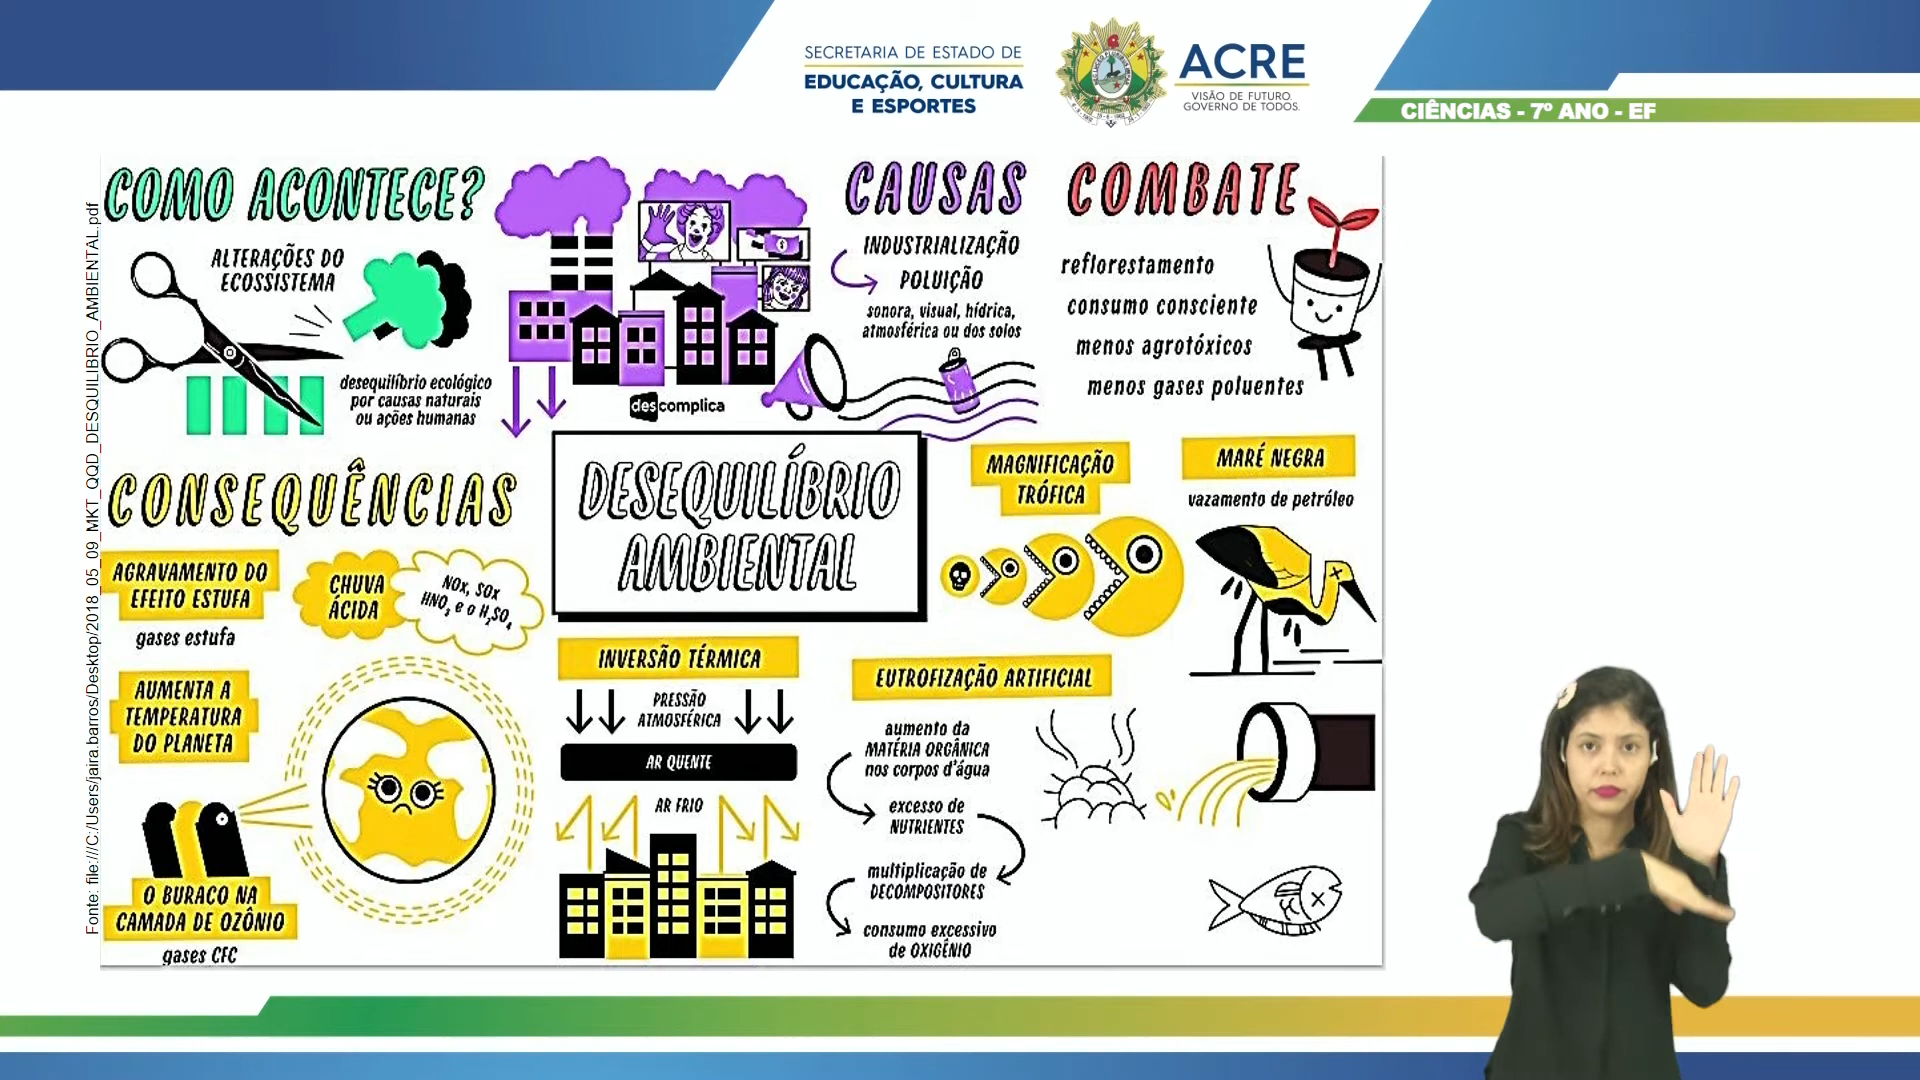 SECRETARIA DE ESTADO DE
EDUCAÇÃO, CULTURA
E ESPORTES
ACRE
VISÃO DE FUTURO.
GOVERNO DE TODOS.
CIÊNCIAS - 7º ANO - EF
Fonte: file:///C:/Users/jaira.barros/Desktop/2018_05_09_MKT_QQD_DESQUILIBRIO_AMBIENTAL.pdf
COMO ACONTECE?
ALTERAÇÕES DO
ECOSSISTEMA
desequilíbrio ecológico
por causas naturais
ou ações humanas
descomplica
CAUSAS
INDUSTRIALIZAÇÃO
POLUIÇÃO
sonora, visual, hídrica,
atmosférica ou dos solos
COMBATE
reflorestamento
consumo consciente
menos agrotóxicos
menos gases poluentes
DESEQUILÍBRIO
AMBIENTAL
CONSEQUÊNCIAS
AGRAVAMENTO DO
EFEITO ESTUFA
gases estufa
CHUVA
ÁCIDA
NOx, SOx
HNO₃ e o H₂SO₄
AUMENTA A
TEMPERATURA
DO PLANETA
O BURACO NA
CAMADA DE OZÔNIO
gases CFC
INVERSÃO TÉRMICA
PRESSÃO
ATMOSFÉRICA
AR QUENTE
AR FRIO
MAGNIFICAÇÃO
TRÓFICA
MARÉ NEGRA
vazamento de petróleo
EUTROFIZAÇÃO ARTIFICIAL
aumento da
MATÉRIA ORGÂNICA
nos corpos d'água
excesso de
NUTRIENTES
multiplicação de
DECOMPOSITORES
consumo excessivo
de OXIGÊNIO